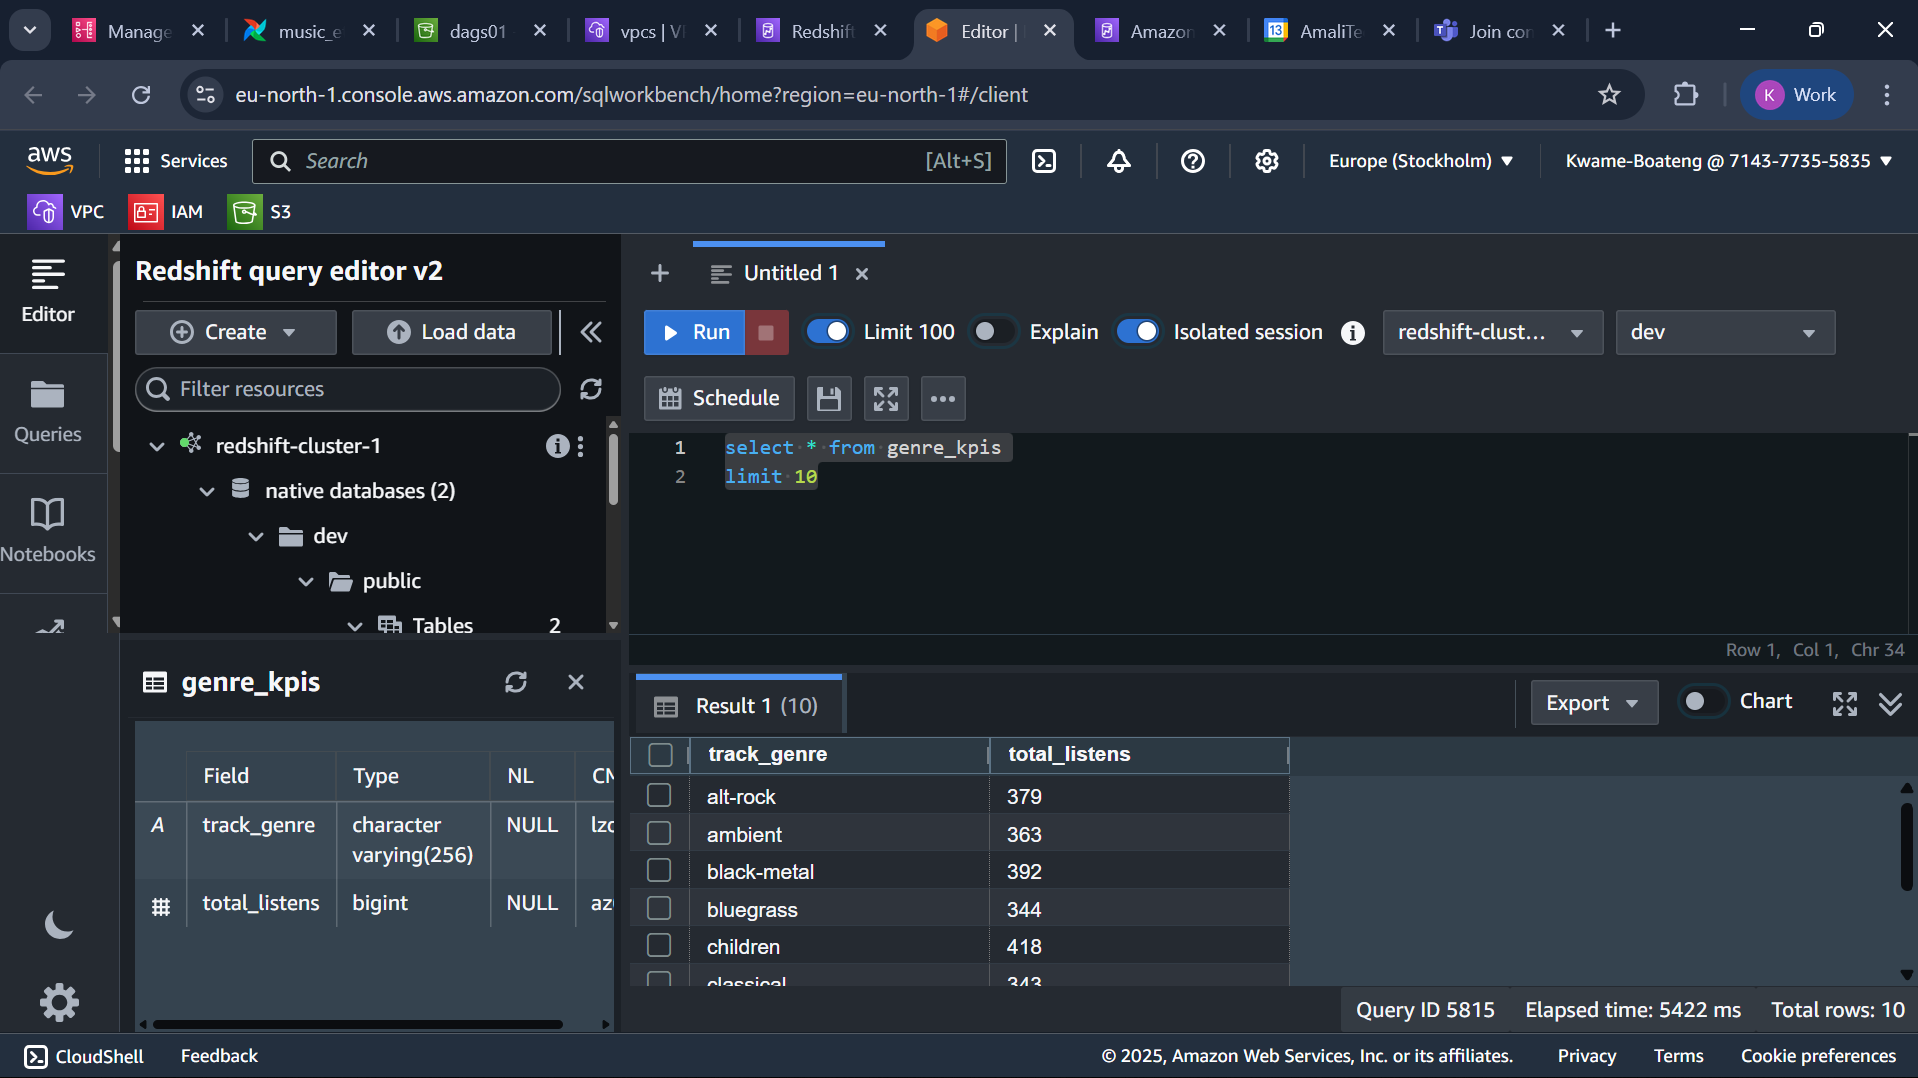 Manage
music_e
dags01
vpcs | V
Redshift
Editor |
Amazon
13
AmaliTe
Join con
eu-north-1.console.aws.amazon.com/sqlworkbench/home?region=eu-north-1#/client
K
Work
aws
Services
Search
[Alt+S]
Europe (Stockholm)
Kwame-Boateng @ 7143-7735-5835
VPC
IAM
S3
Editor
Queries
Notebooks
Redshift query editor v2
Create
Load data
Filter resources
redshift-cluster-1
native databases (2)
dev
public
Tables 2
Untitled 1
Run
Limit 100
Explain
Isolated session
redshift-clust...
dev
Schedule
1 select * from genre_kpis
2 limit 10
Row 1, Col 1, Chr 34
genre_kpis
Field Type NL CM
track_genre character varying(256) NULL lzo
total_listens bigint NULL az
Result 1 (10)
Export
Chart
track_genre total_listens
alt-rock 379
ambient 363
black-metal 392
bluegrass 344
children 418
classical 343
Query ID 5815 Elapsed time: 5422 ms Total rows: 10
CloudShell
Feedback
© 2025, Amazon Web Services, Inc. or its affiliates.
Privacy
Terms
Cookie preferences